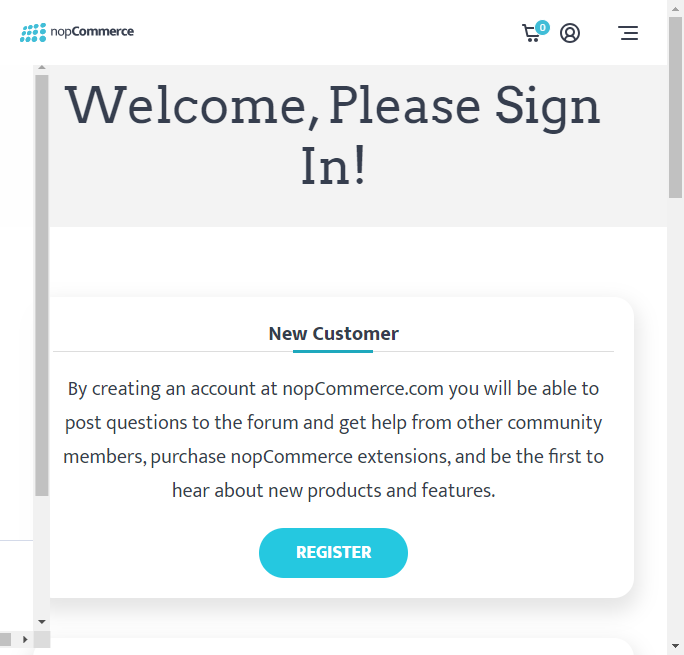 nopCommerce
0
Welcome, Please Sign
In!
New Customer
By creating an account at nopCommerce.com you will be able to
post questions to the forum and get help from other community
members, purchase nopCommerce extensions, and be the first to
hear about new products and features.
REGISTER